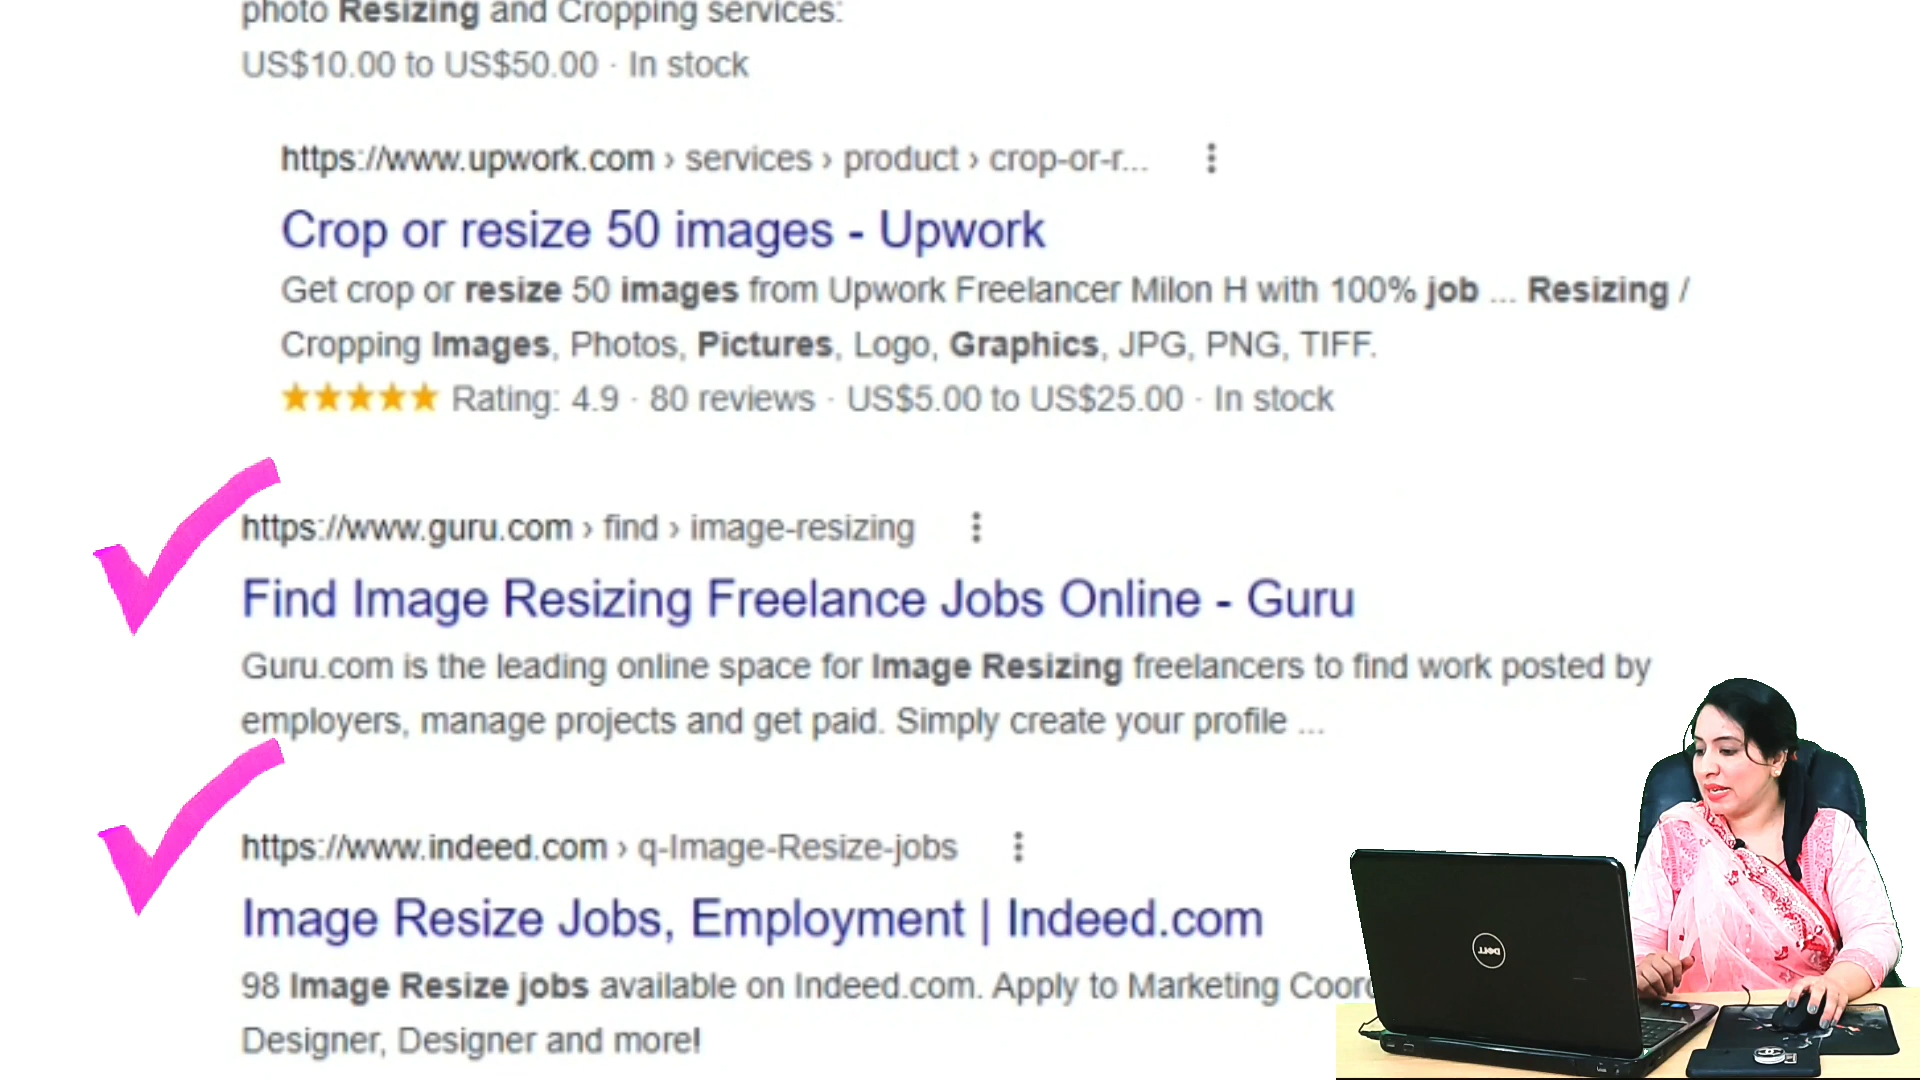 photo Resizing and Cropping services:
US$10.00 to US$50.00 · In stock
https://www.upwork.com › services › product › crop-or-r...
Crop or resize 50 images - Upwork
Get crop or resize 50 images from Upwork Freelancer Milon H with 100% job ... Resizing /
Cropping Images, Photos, Pictures, Logo, Graphics, JPG, PNG, TIFF.
Rating: 4.9 · 80 reviews · US$5.00 to US$25.00 · In stock
https://www.guru.com › find › image-resizing
Find Image Resizing Freelance Jobs Online - Guru
Guru.com is the leading online space for Image Resizing freelancers to find work posted by
employers, manage projects and get paid. Simply create your profile ...
https://www.indeed.com › q-Image-Resize-jobs
Image Resize Jobs, Employment | Indeed.com
98 Image Resize jobs available on Indeed.com. Apply to Marketing
Designer, Designer and more!
DELL